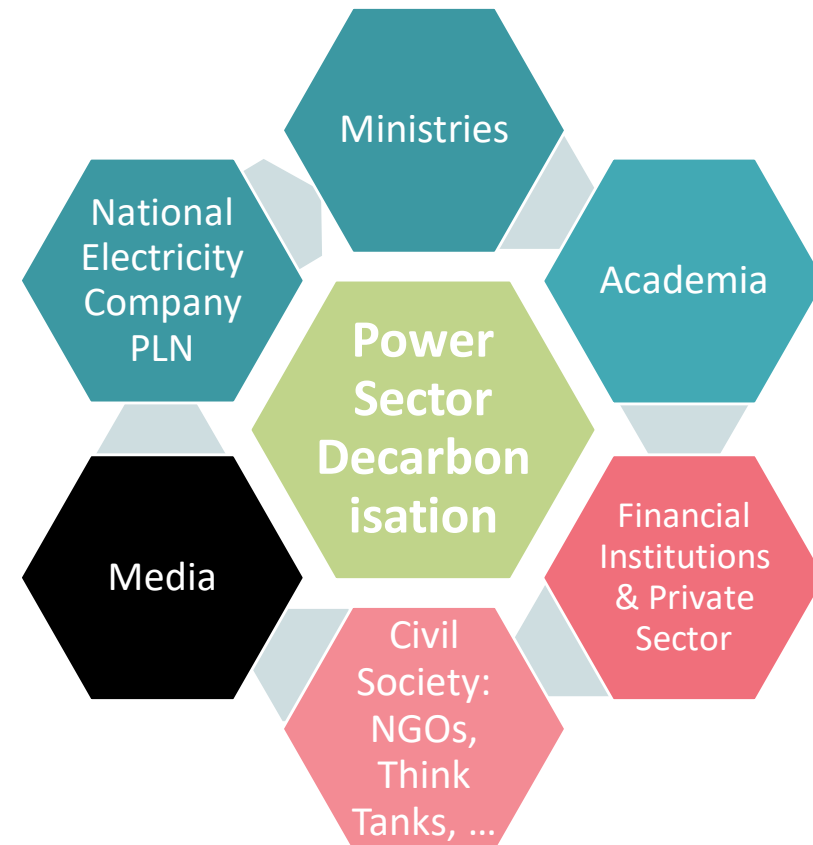 Ministries
Academia
Financial
Institutions
& Private
Sector
Civil
Society:
NGOs,
Think
Tanks, ...
Media
National
Electricity
Company
PLN
Power
Sector
Decarbon
isation